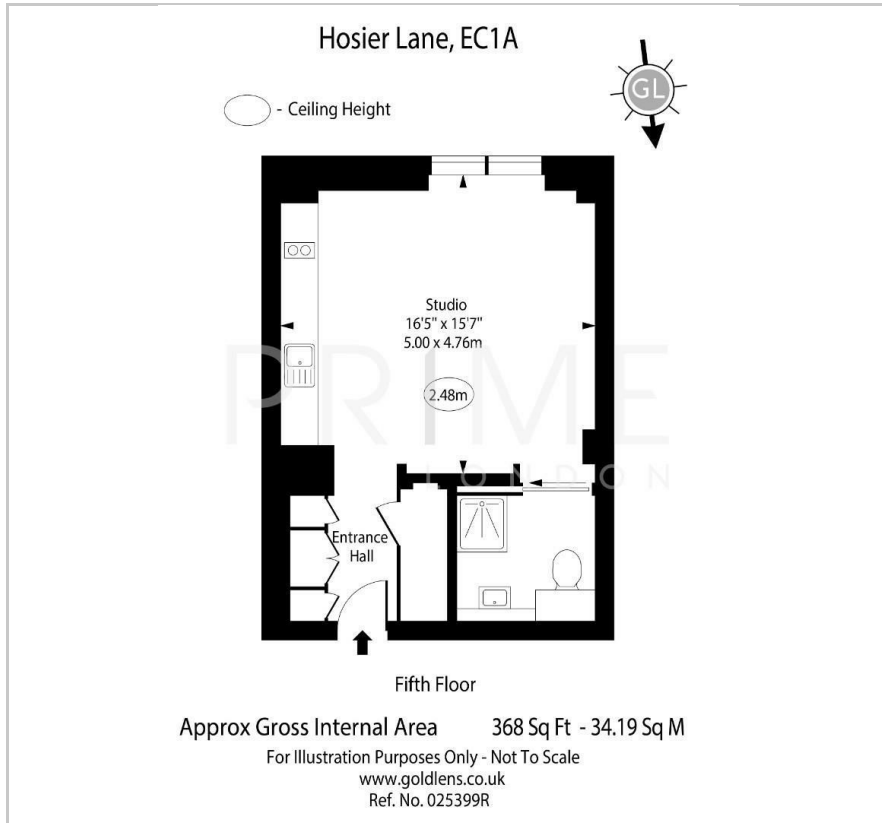 Hosier Lane, EC1A
GL
- Ceiling Height
Studio
16'5" x 15'7"
5.00 x 4.76m
2.48m
PRIME
LONDON
Entrance
Hall
Fifth Floor
Approx Gross Internal Area 368 Sq Ft - 34.19 Sq M
For Illustration Purposes Only - Not To Scale
www.goldlens.co.uk
Ref. No. 025399R